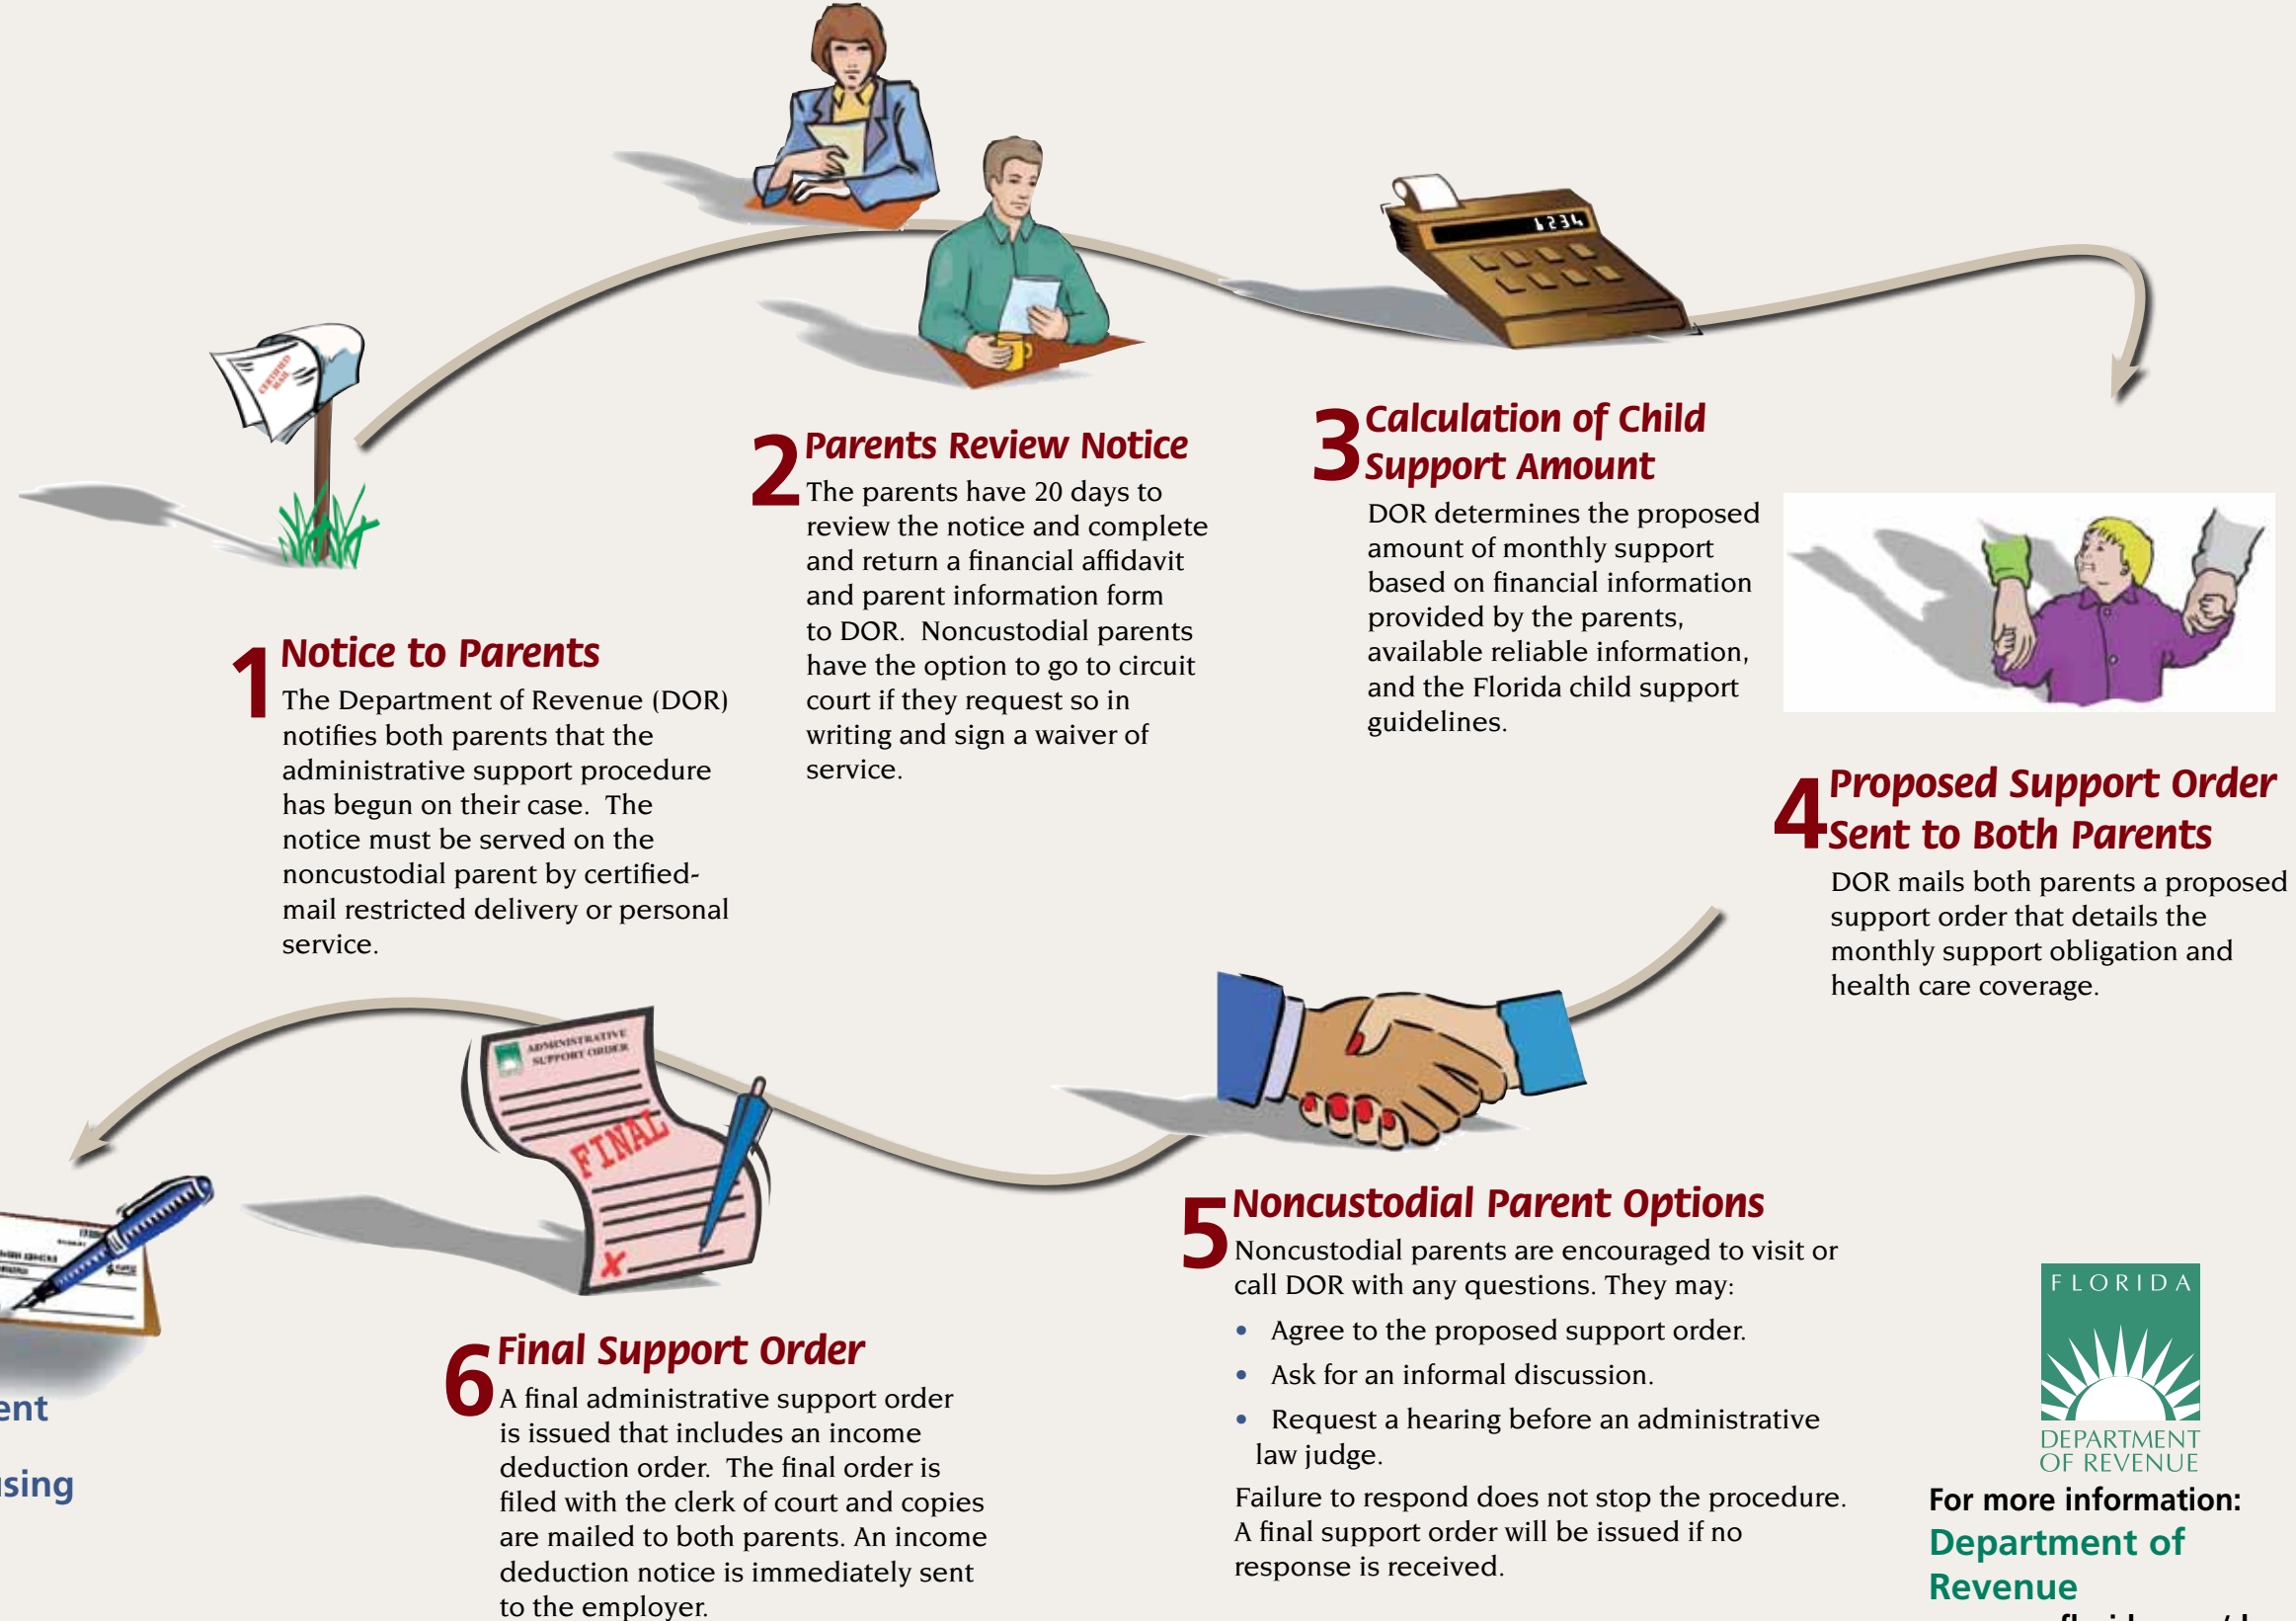 CERTIFIED
MAIL
1234
1 Notice to Parents
The Department of Revenue (DOR)
notifies both parents that the
administrative support procedure
has begun on their case.  The
notice must be served on the
noncustodial parent by certified-
mail restricted delivery or personal
service.
2 Parents Review Notice
The parents have 20 days to
review the notice and complete
and return a financial affidavit
and parent information form
to DOR.  Noncustodial parents
have the option to go to circuit
court if they request so in
writing and sign a waiver of
service.
3 Calculation of Child
Support Amount
DOR determines the proposed
amount of monthly support
based on financial information
provided by the parents,
available reliable information,
and the Florida child support
guidelines.
4 Proposed Support Order
Sent to Both Parents
DOR mails both parents a proposed
support order that details the
monthly support obligation and
health care coverage.
5 Noncustodial Parent Options
Noncustodial parents are encouraged to visit or
call DOR with any questions. They may:
• Agree to the proposed support order.
• Ask for an informal discussion.
• Request a hearing before an administrative
law judge.
Failure to respond does not stop the procedure.
A final support order will be issued if no
response is received.
ADMINISTRATIVE
SUPPORT ORDER
FINAL
X
6 Final Support Order
A final administrative support order
is issued that includes an income
deduction order.  The final order is
filed with the clerk of court and copies
are mailed to both parents. An income
deduction notice is immediately sent
to the employer.
ent
sing
FLORIDA
DEPARTMENT
OF REVENUE
For more information:
Department of
Revenue